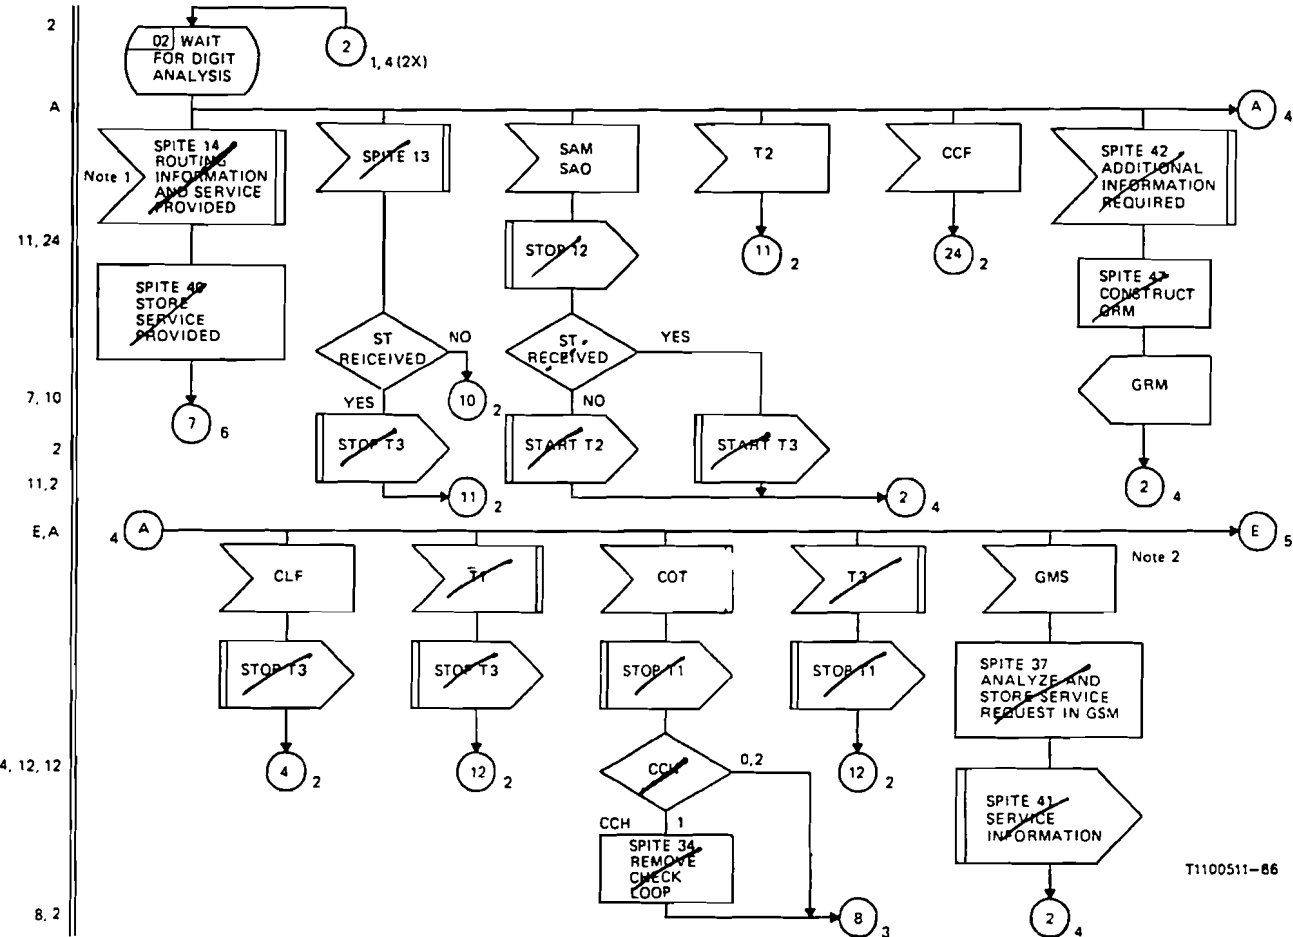 2
02 WAIT
FOR DIGIT
ANALYSIS
2
1, 4 (2X)
A
A
4
Note 1
SPITE 14
ROUTING
INFORMATION
AND SERVICE
PROVIDED
SPITE 13
SAM
SAO
T2
CCF
SPITE 42
ADDITIONAL
INFORMATION
REQUIRED
11, 24
STOP 12
11
2
24
2
SPITE 40
STORE
SERVICE
PROVIDED
SPITE 47
CONSTRUCT
GRM
ST
REICEIVED
NO
ST
RECEIVED
YES
GRM
7, 10
7
6
YES
10
2
NO
2
STOP T3
START T2
START T3
11,2
11
2
2
4
2
4
E,A
4
A
E
5
CLF
T1
COT
T3
GMS
Note 2
STOP T3
STOP T3
STOP T1
STOP T1
SPITE 37
ANALYZE AND
STORE SERVICE
REQUEST IN GSM
4, 12, 12
4
2
12
2
CCH
0,2
12
2
SPITE 41
SERVICE
INFORMATION
CCH
1
SPITE 34
REMOVE
CHECK
LOOP
T1100511-86
8, 2
8
3
2
4